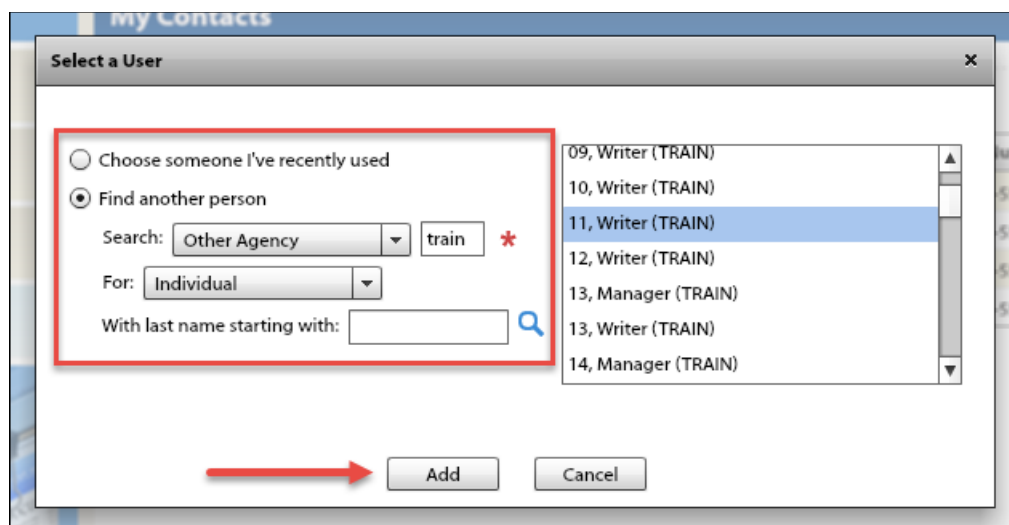 My Contacts
Select a User
Choose someone I've recently used
Find another person
Search: Other Agency train *
For: Individual
With last name starting with:
09, Writer (TRAIN)
10, Writer (TRAIN)
11, Writer (TRAIN)
12, Writer (TRAIN)
13, Manager (TRAIN)
13, Writer (TRAIN)
14, Manager (TRAIN)
Add Cancel